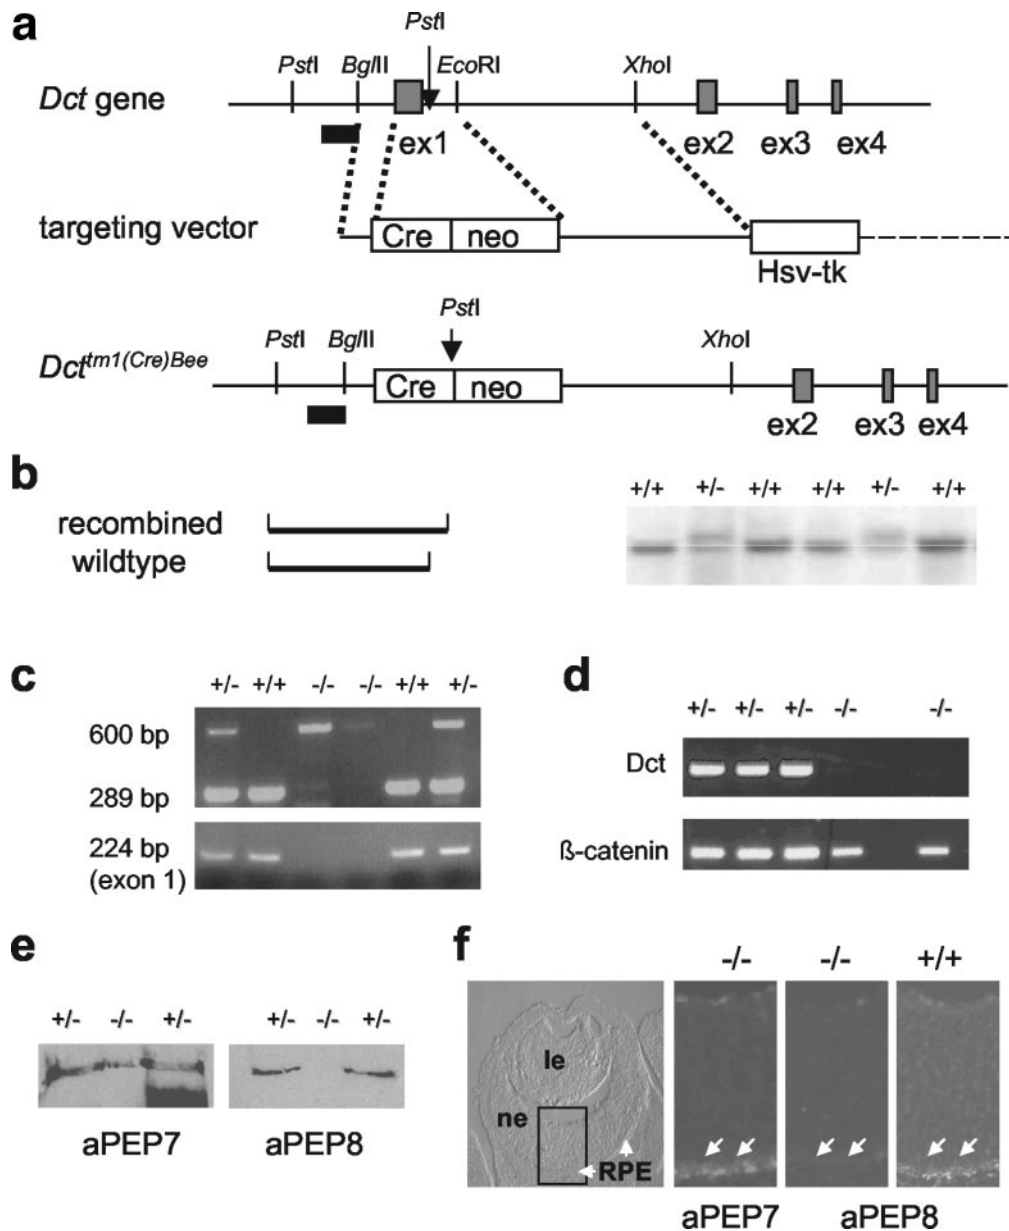 a
PstI
PstI BglII EcoRI XhoI
Dct gene
ex1 ex2 ex3 ex4
targeting vector
Cre neo
Hsv-tk
PstI
PstI BglII XhoI
Dct^tm1(Cre)Bee
Cre neo
ex2 ex3 ex4
b
recombined
wildtype
+/+ +/- +/+ +/+ +/- +/+
c
+/- +/+ -/- -/- +/+ +/-
600 bp
289 bp
224 bp
(exon 1)
d
+/- +/- +/- -/- -/-
Dct
ß-catenin
e
+/- -/- +/- +/- -/- +/-
aPEP7 aPEP8
f
-/- -/- +/+
le
ne
RPE
aPEP7 aPEP8